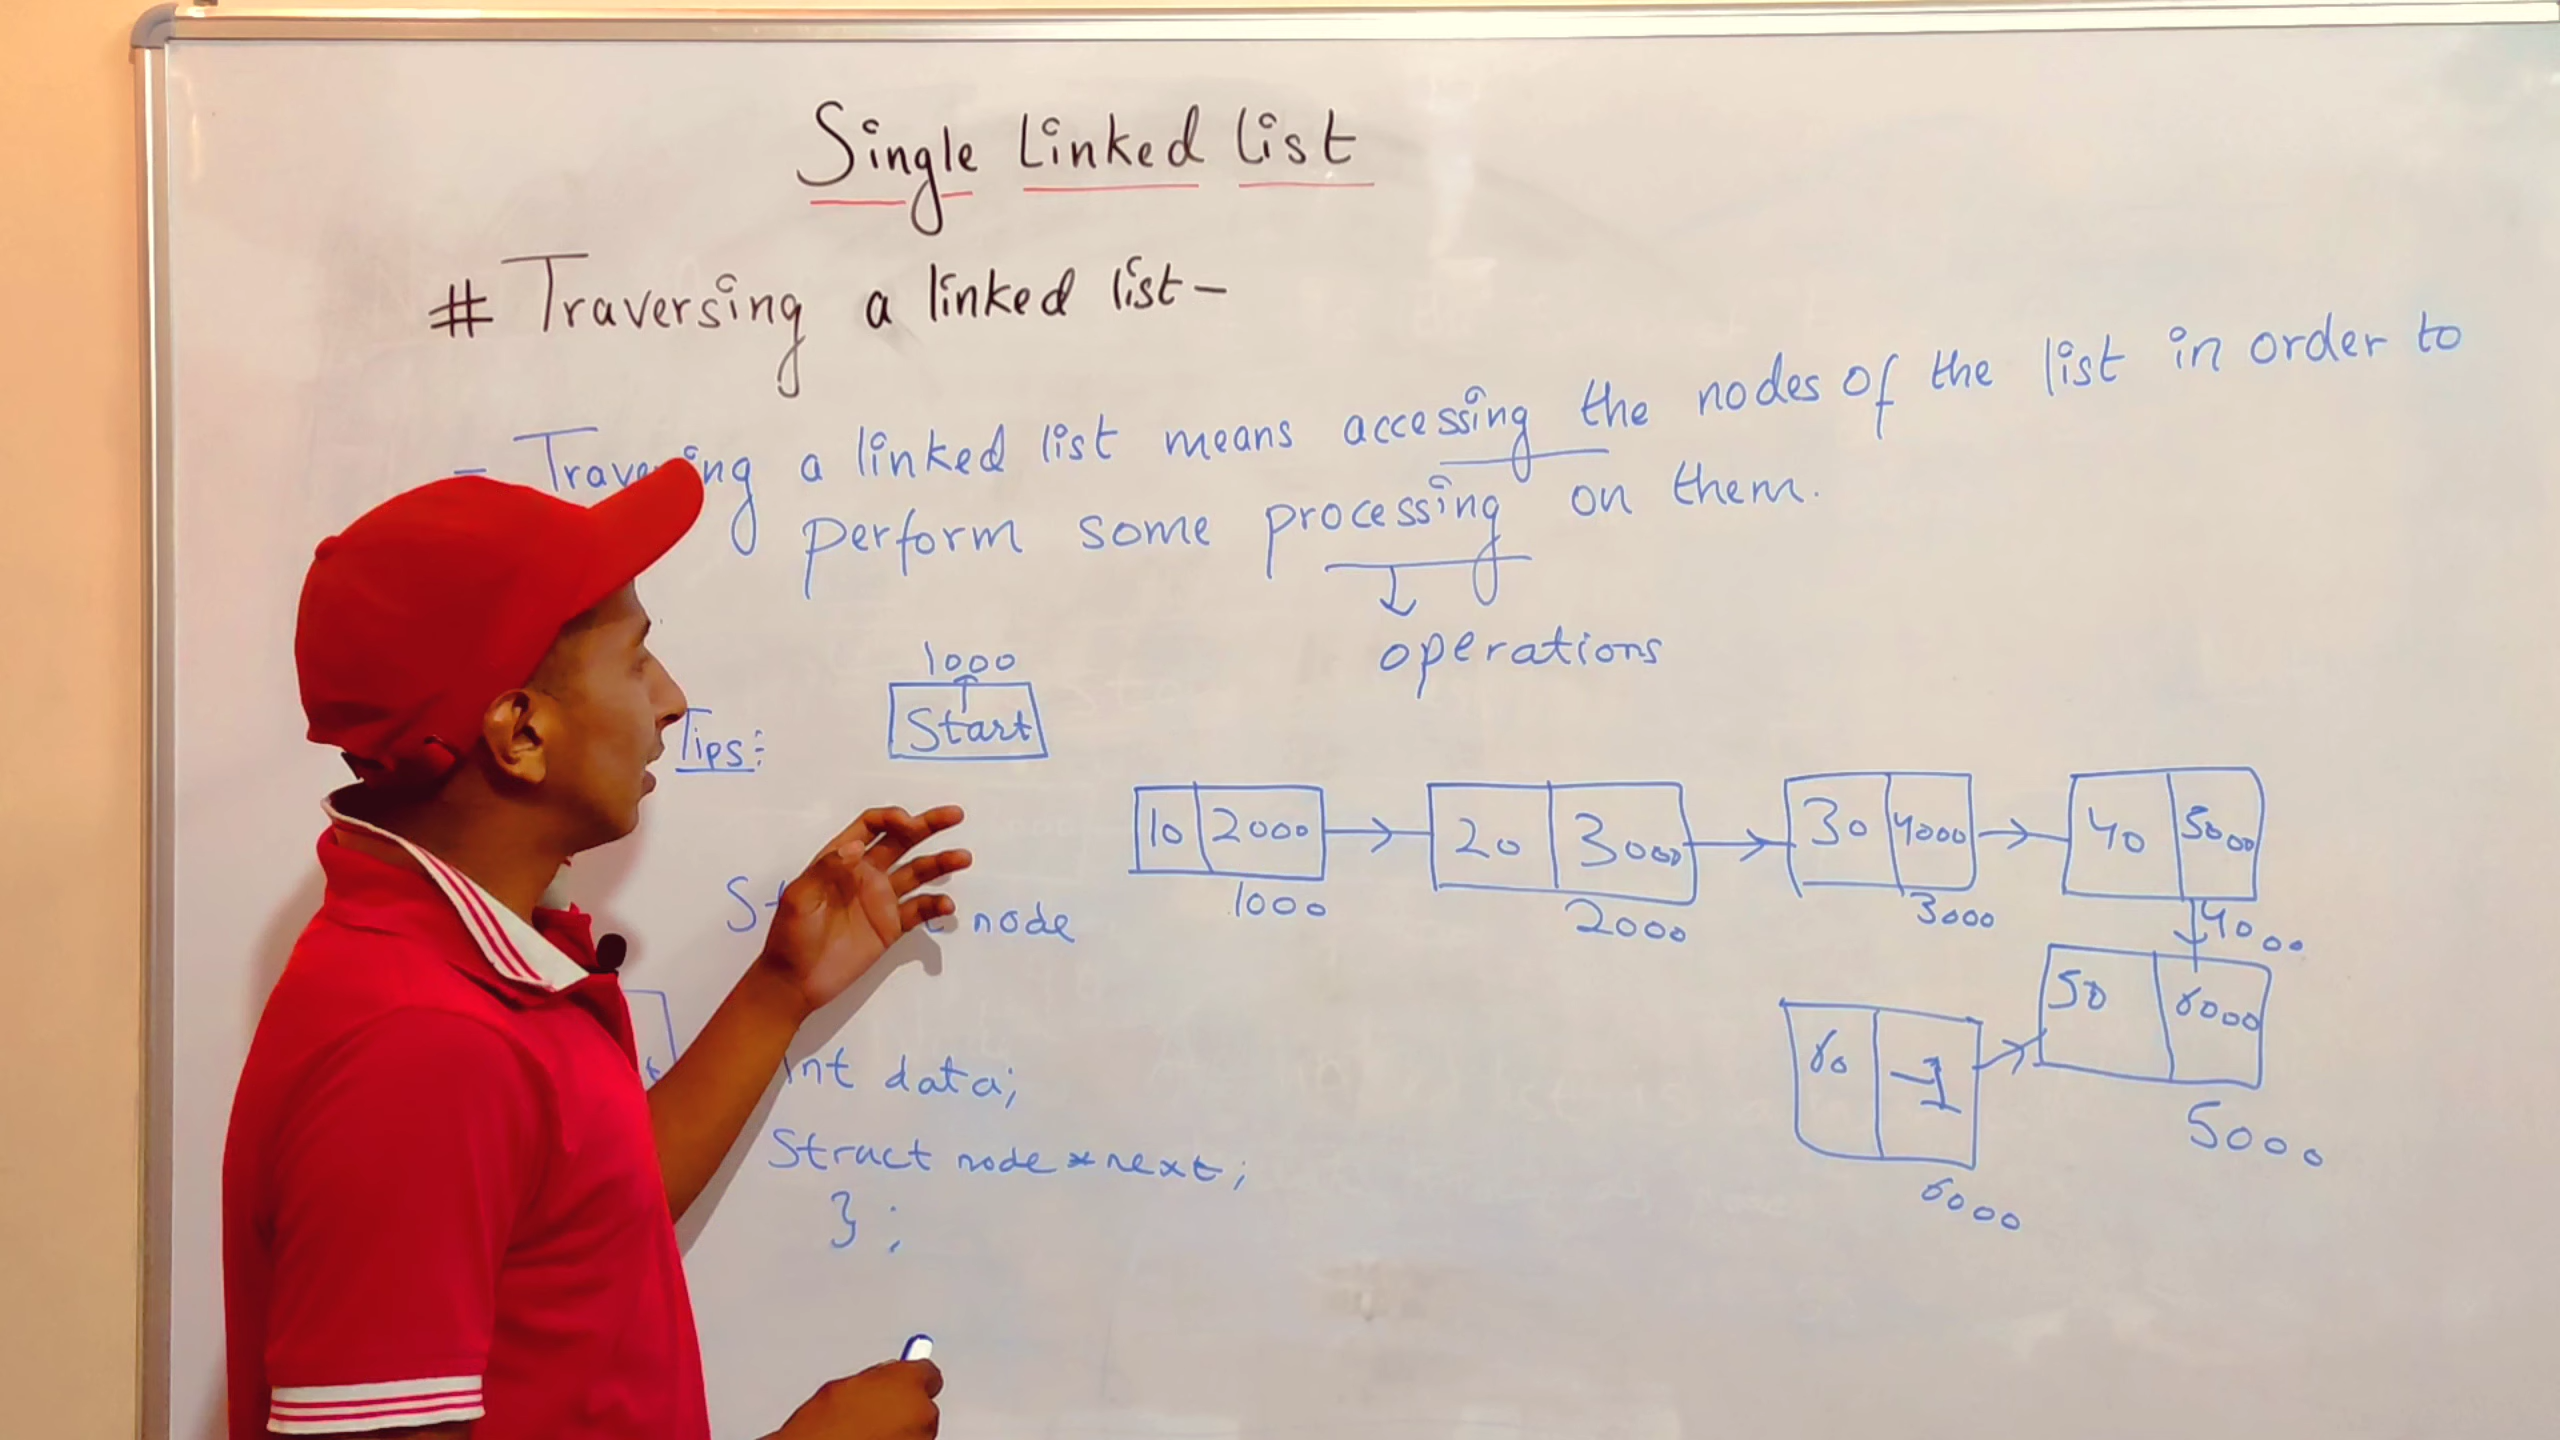 Single Linked list
# Traversing a linked list-
- Traversing a linked list means accessing the nodes of the list in order to
perform some processing on them.
operations
1000
Start
Tips:
10 2000
1000
20 3000
2000
30 4000
3000
40 5000
4000
50 6000
5000
60 -1
6000
node
int data;
Struct node *next;
} ;